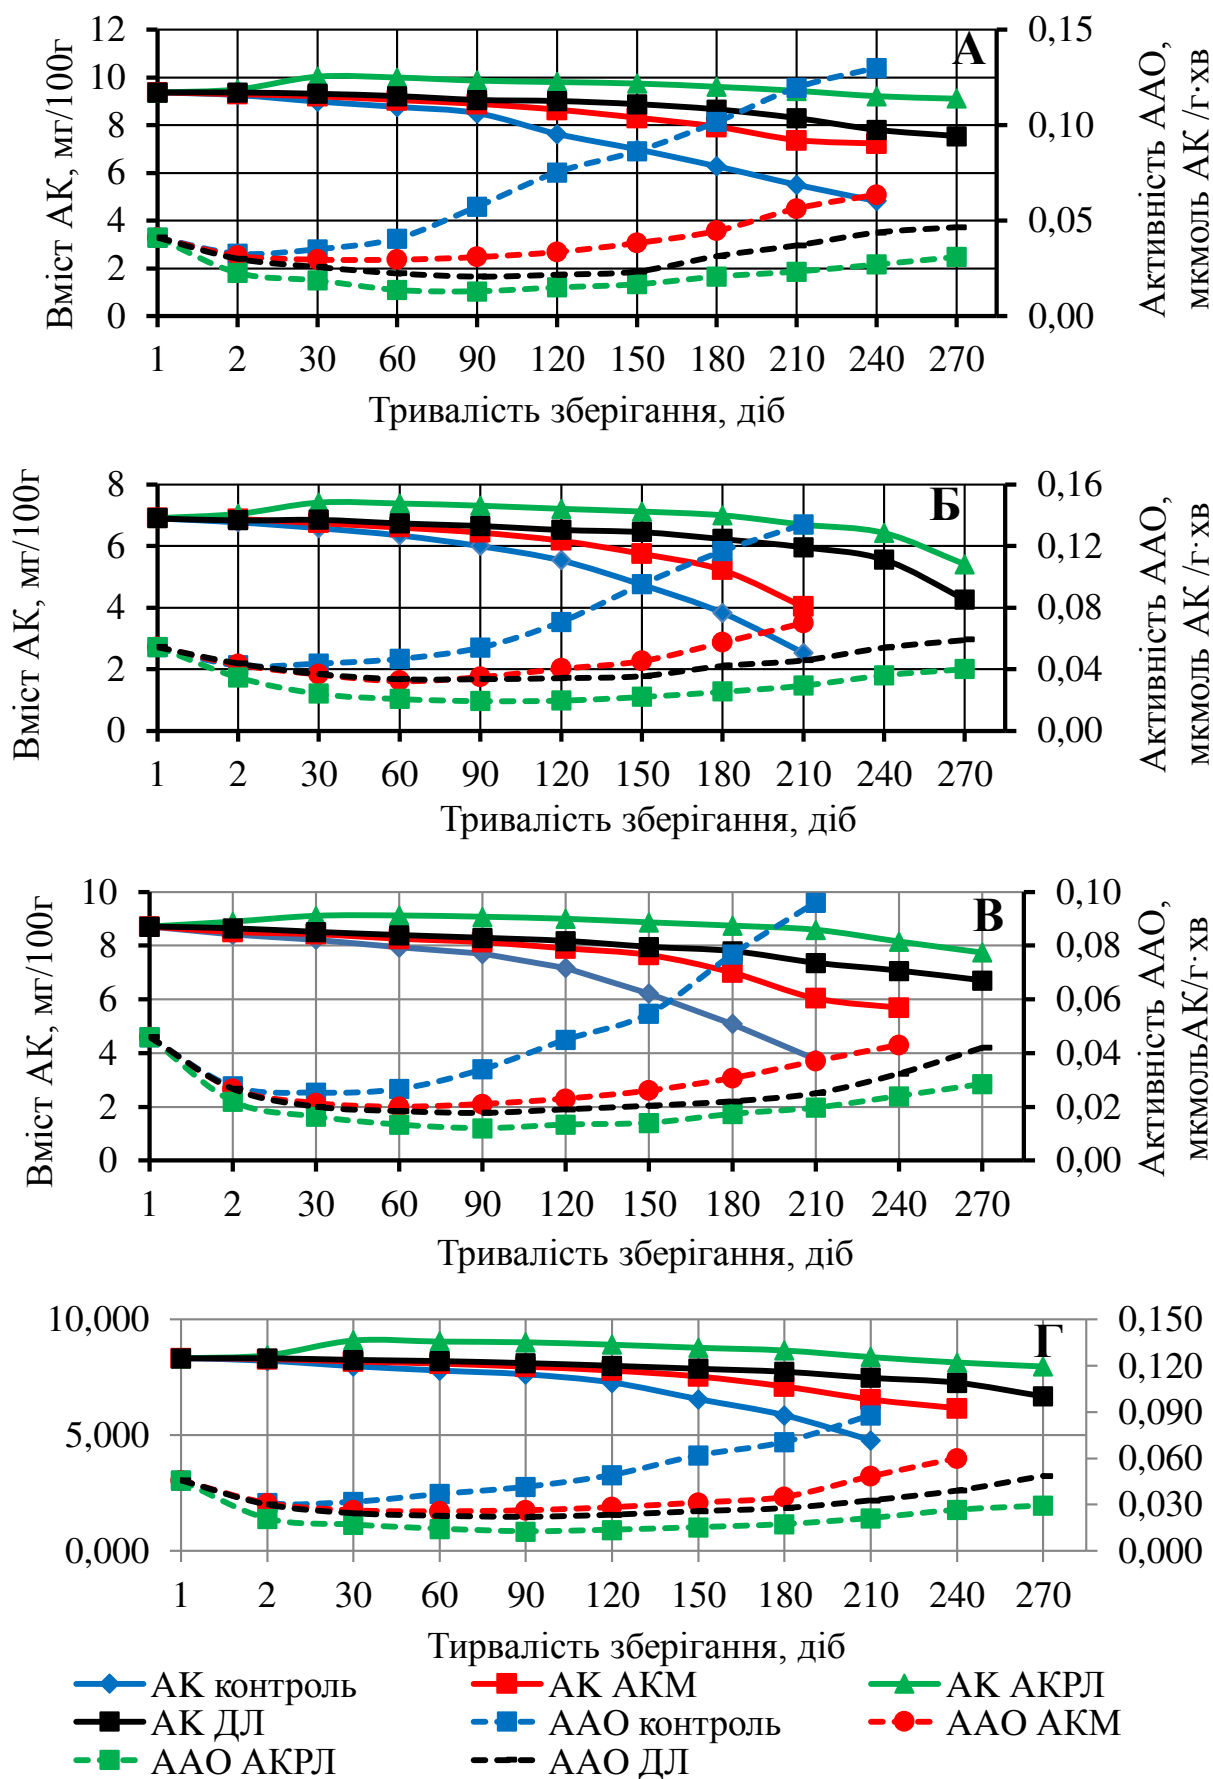 А
Вміст АК, мг/100г
12
10
8
6
4
2
0
0,15
0,10
0,05
0,00
Активність ААО,
мкмоль АК /г·хв
1 2 30 60 90 120 150 180 210 240 270
Тривалість зберігання, діб
Б
Вміст АК, мг/100г
8
6
4
2
0
0,16
0,12
0,08
0,04
0,00
Активність ААО,
мкмоль АК /г·хв
1 2 30 60 90 120 150 180 210 240 270
Тривалість зберігання, діб
В
Вміст АК, мг/100г
10
8
6
4
2
0
0,10
0,08
0,06
0,04
0,02
0,00
Активність ААО,
мкмольАК/г·хв
1 2 30 60 90 120 150 180 210 240 270
Тривалість зберігання, діб
Г
10,000
5,000
0,000
0,150
0,120
0,090
0,060
0,030
0,000
1 2 30 60 90 120 150 180 210 240 270
Тирвалість зберігання, діб
АК контроль АК АКМ АК АКРЛ
АК ДЛ ААО контроль ААО АКМ
ААО АКРЛ ААО ДЛ